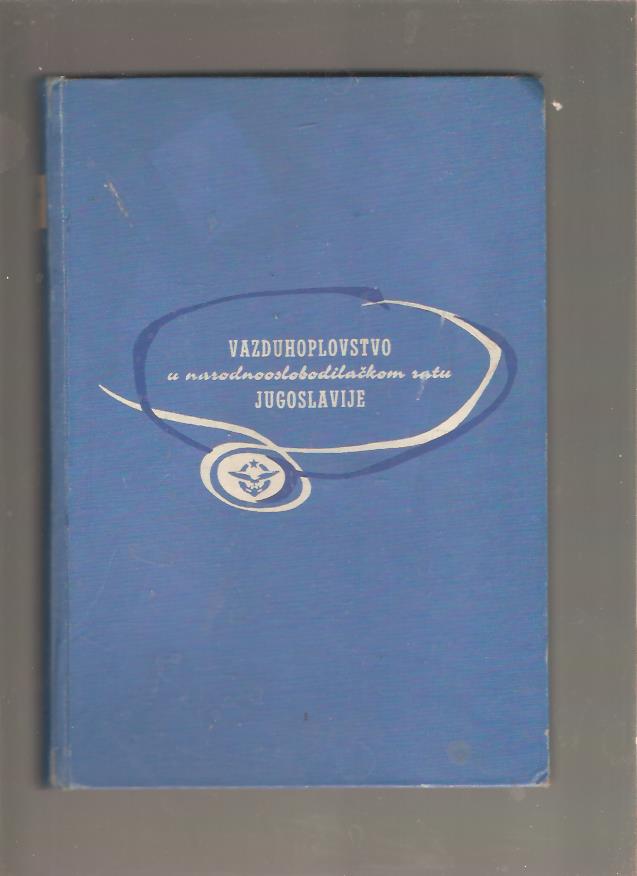 VAZDUHOPLOVSTVO
u narodnooslobodilačkom ratu
JUGOSLAVIJE